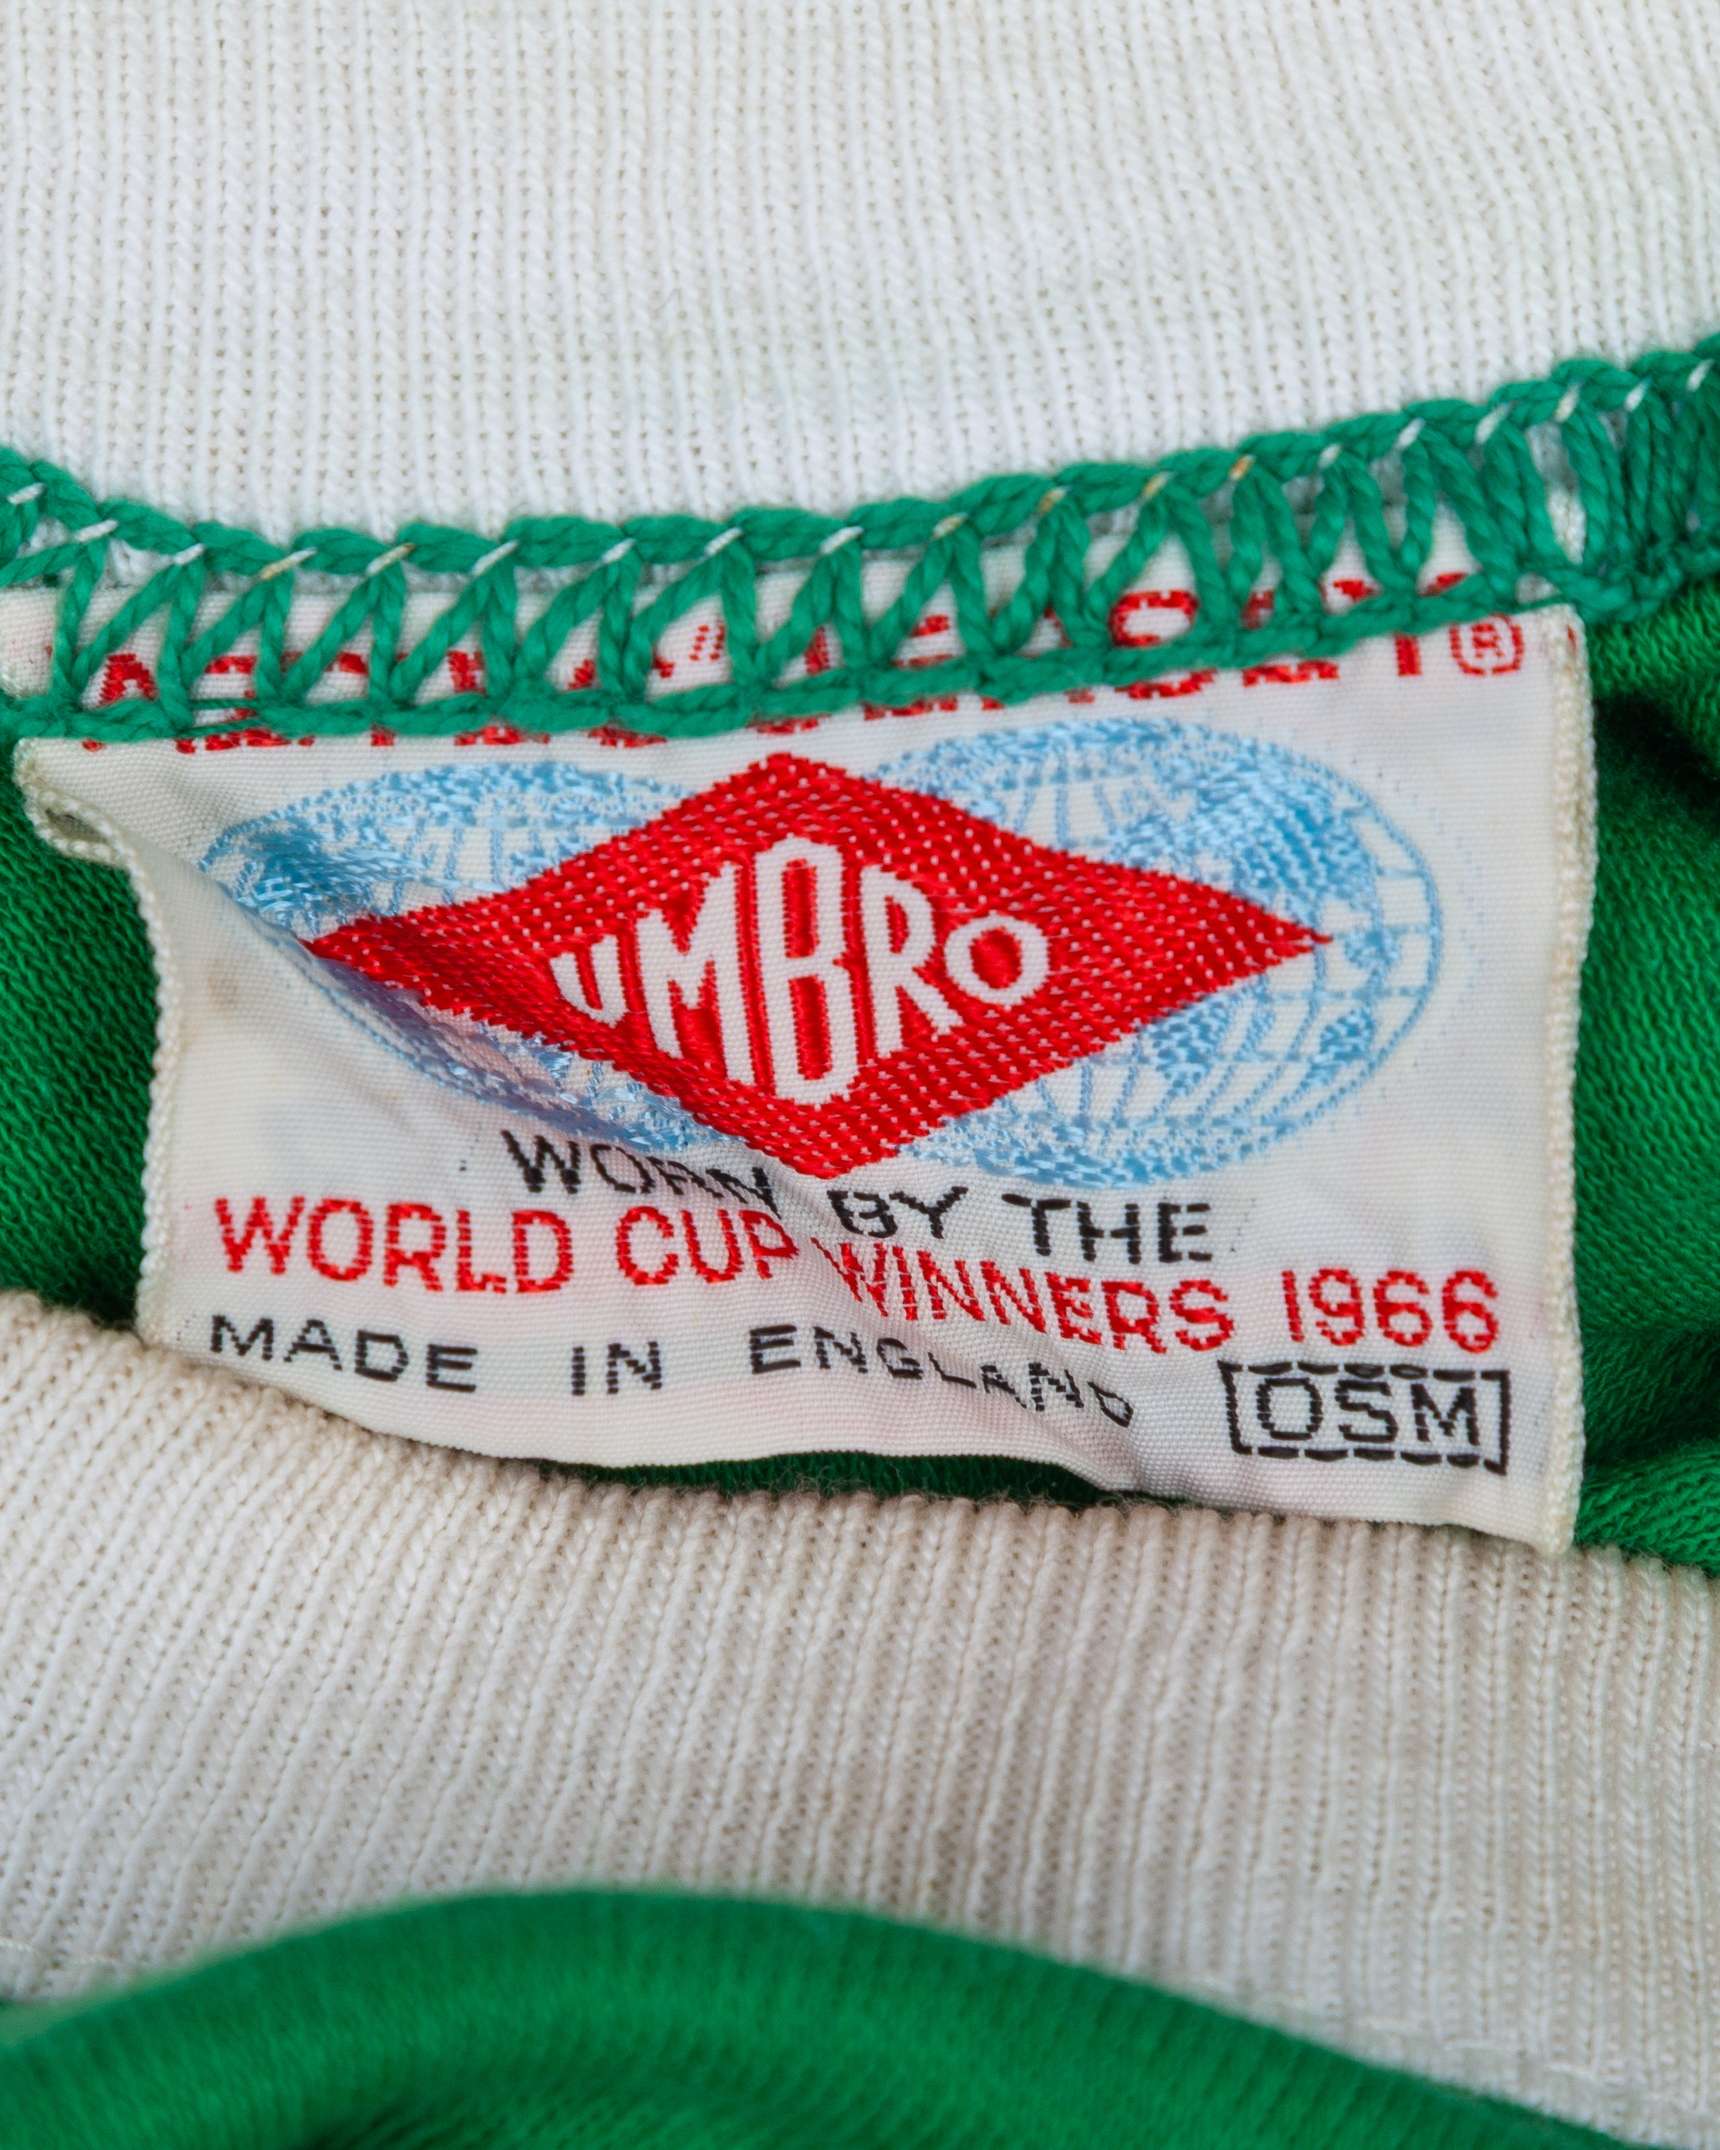 UMBRO
WORN BY THE
WORLD CUP WINNERS 1966
MADE IN ENGLAND OSM